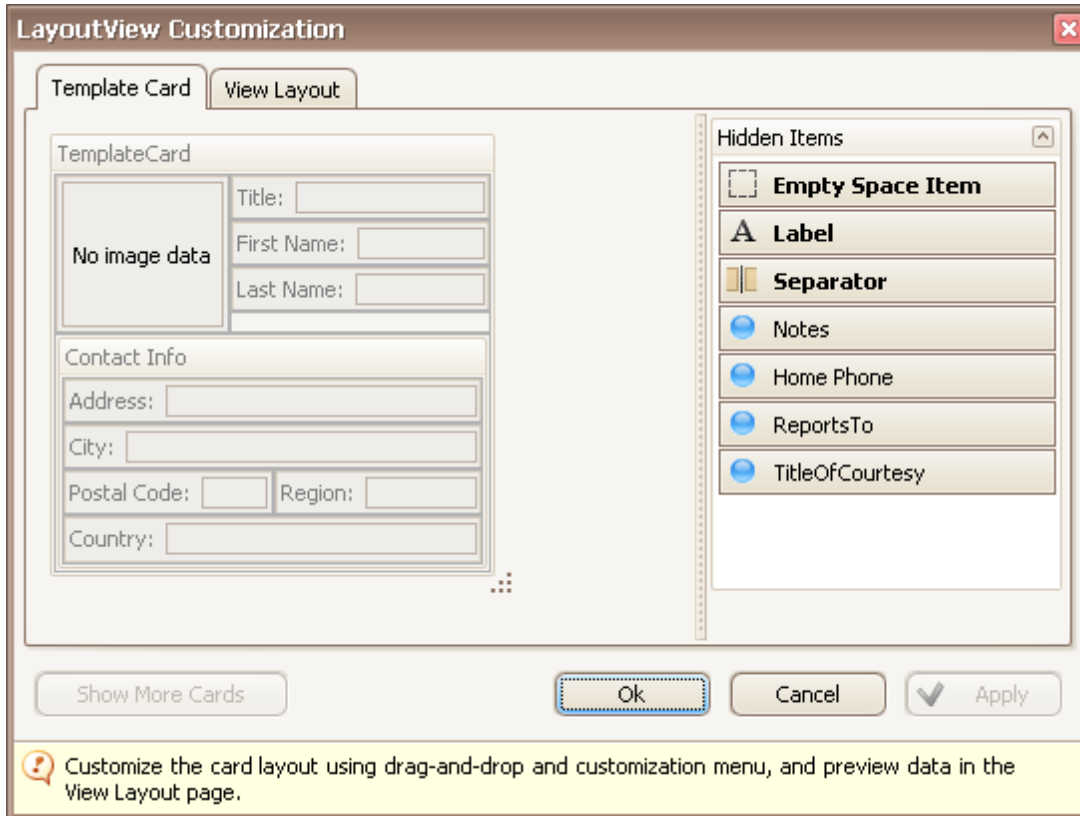 LayoutView Customization
Template Card
View Layout
TemplateCard
No image data
Title:
First Name:
Last Name:
Contact Info
Address:
City:
Postal Code:
Region:
Country:
Hidden Items
Empty Space Item
A Label
Separator
Notes
Home Phone
ReportsTo
TitleOfCourtesy
Show More Cards
Ok
Cancel
Apply
Customize the card layout using drag-and-drop and customization menu, and preview data in the
View Layout page.